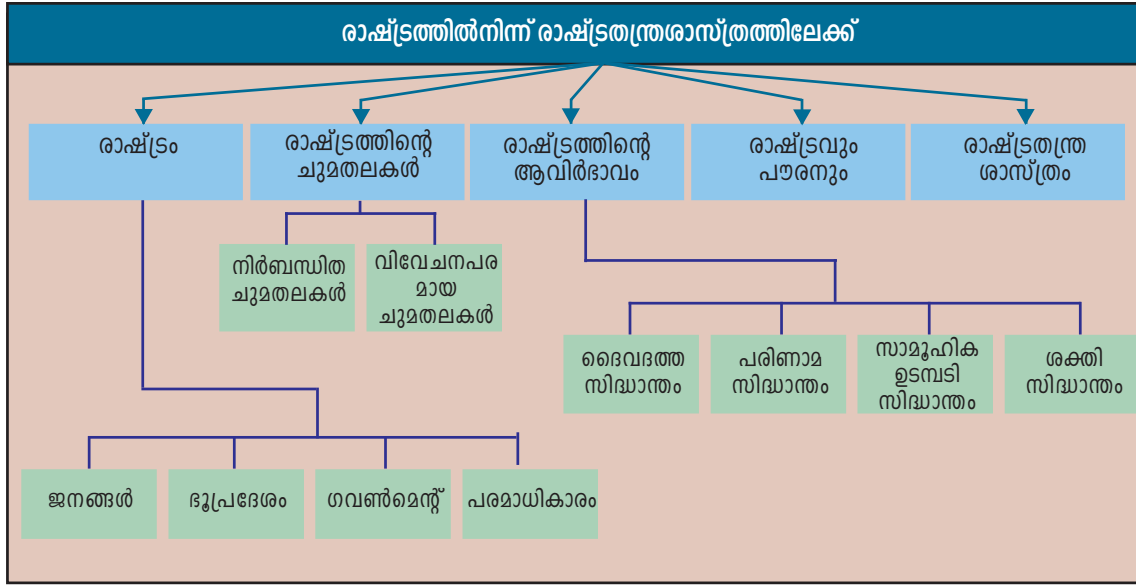 രാഷ്ട്രത്തിൽനിന്ന് രാഷ്ട്രതന്ത്രശാസ്ത്രത്തിലേക്ക്
രാഷ്ട്രം
രാഷ്ട്രത്തിന്റെ
ചുമതലകൾ
രാഷ്ട്രത്തിന്റെ
ആവിർഭാവം
രാഷ്ട്രവും
പൗരനും
രാഷ്ട്രതന്ത്ര
ശാസ്ത്രം
നിർബന്ധിത
ചുമതലകൾ
വിവേചനപര
മായ
ചുമതലകൾ
ദൈവദത്ത
സിദ്ധാന്തം
പരിണാമ
സിദ്ധാന്തം
സാമൂഹിക
ഉടമ്പടി
സിദ്ധാന്തം
ശക്തി
സിദ്ധാന്തം
ജനങ്ങൾ
ഭൂപ്രദേശം
ഗവൺമെന്റ്
പരമാധികാരം